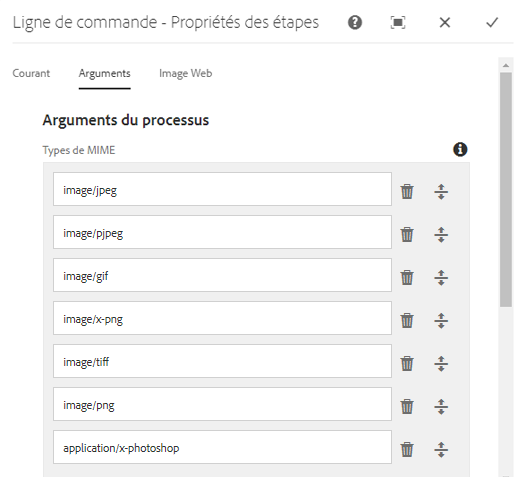 Ligne de commande - Propriétés des étapes
Courant Arguments Image Web
Arguments du processus
Types de MIME
image/jpeg
image/pjpeg
image/gif
image/x-png
image/tiff
image/png
application/x-photoshop